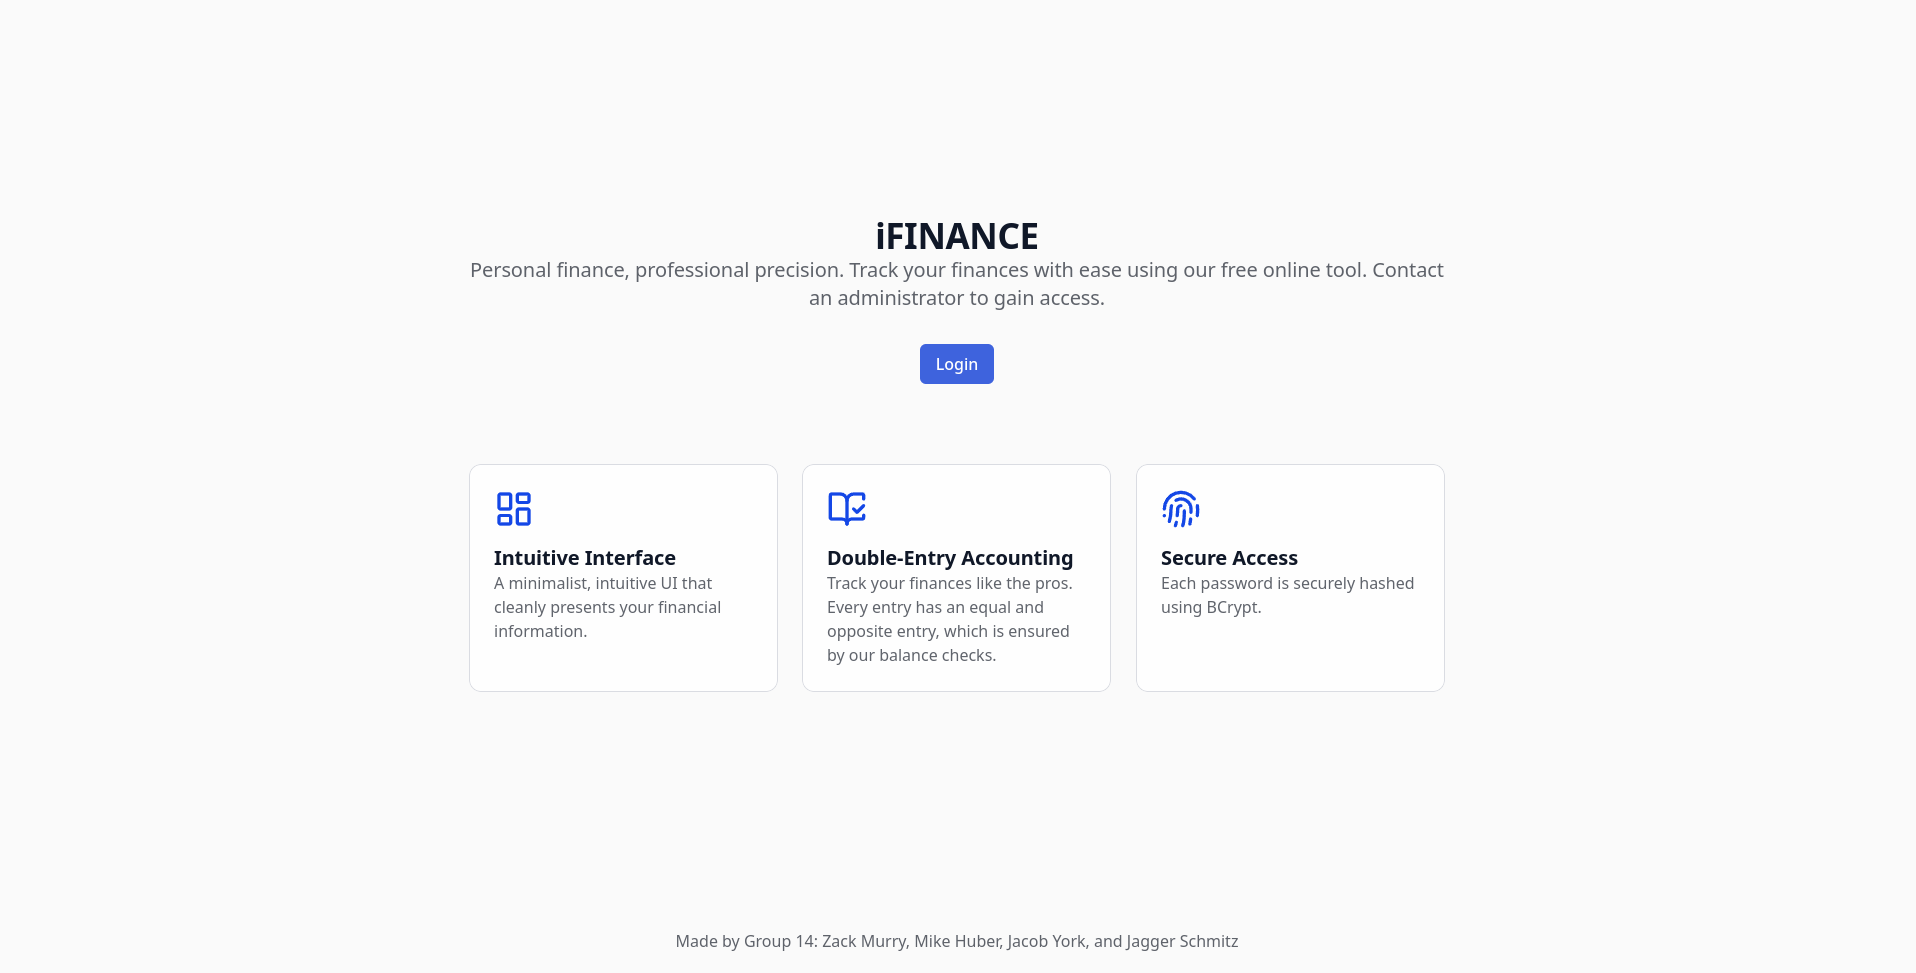 iFINANCE
Personal finance, professional precision. Track your finances with ease using our free online tool. Contact
an administrator to gain access.
Login
Intuitive Interface
A minimalist, intuitive UI that
cleanly presents your financial
information.
Double-Entry Accounting
Track your finances like the pros.
Every entry has an equal and
opposite entry, which is ensured
by our balance checks.
Secure Access
Each password is securely hashed
using BCrypt.
Made by Group 14: Zack Murry, Mike Huber, Jacob York, and Jagger Schmitz